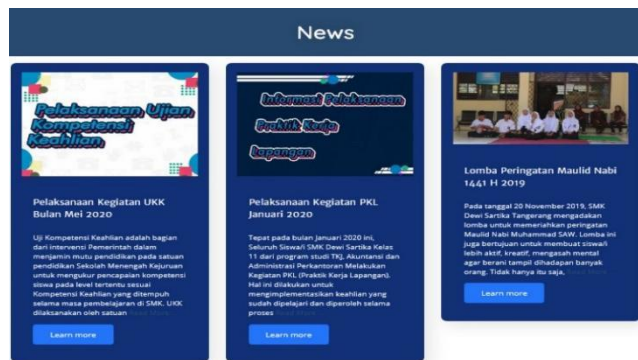 News
Pelaksanaan Ujian
Kompetensi
Keahlian
Pelaksanaan Kegiatan UKK
Bulan Mei 2020
Uji Kompetensi Keahlian adalah bagian
dari intervensi Pemerintah dalam
menjamin mutu pendidikan pada satuan
pendidikan Sekolah Menengah Kejuruan
untuk mengukur pencapaian kompetensi
siswa pada level tertentu sesuai
Kompetensi Keahlian yang ditempuh
selama masa pembelajaran di SMK. UKK
dilaksanakan oleh satuan Read More
Learn more
Informasi Pelaksanaan
Praktik Kerja
Lapangan
Pelaksanaan Kegiatan PKL
Januari 2020
Tepat pada bulan Januari 2020 ini,
Seluruh Siswa/i SMK Dewi Sartika Kelas
11 dari program studi TKJ, Akuntansi dan
Administrasi Perkantoran Melakukan
Kegiatan PKL (Praktik Kerja Lapangan).
Hal ini dilakukan untuk
mengimplementasikan keahlian yang
sudah dipelajari dan diperoleh selama
proses Read More
Learn more
Lomba Peringatan Maulid Nabi
1441 H 2019
Pada tanggal 20 November 2019, SMK
Dewi Sartika Tangerang mengadakan
lomba untuk memeriahkan peringatan
Maulid Nabi Muhammad SAW. Lomba ini
juga bertujuan untuk membuat siswa/i
lebih aktif, kreatif, mengasah mental
agar berani tampil dihadapan banyak
orang. Tidak hanya itu saja, Read More
Learn more